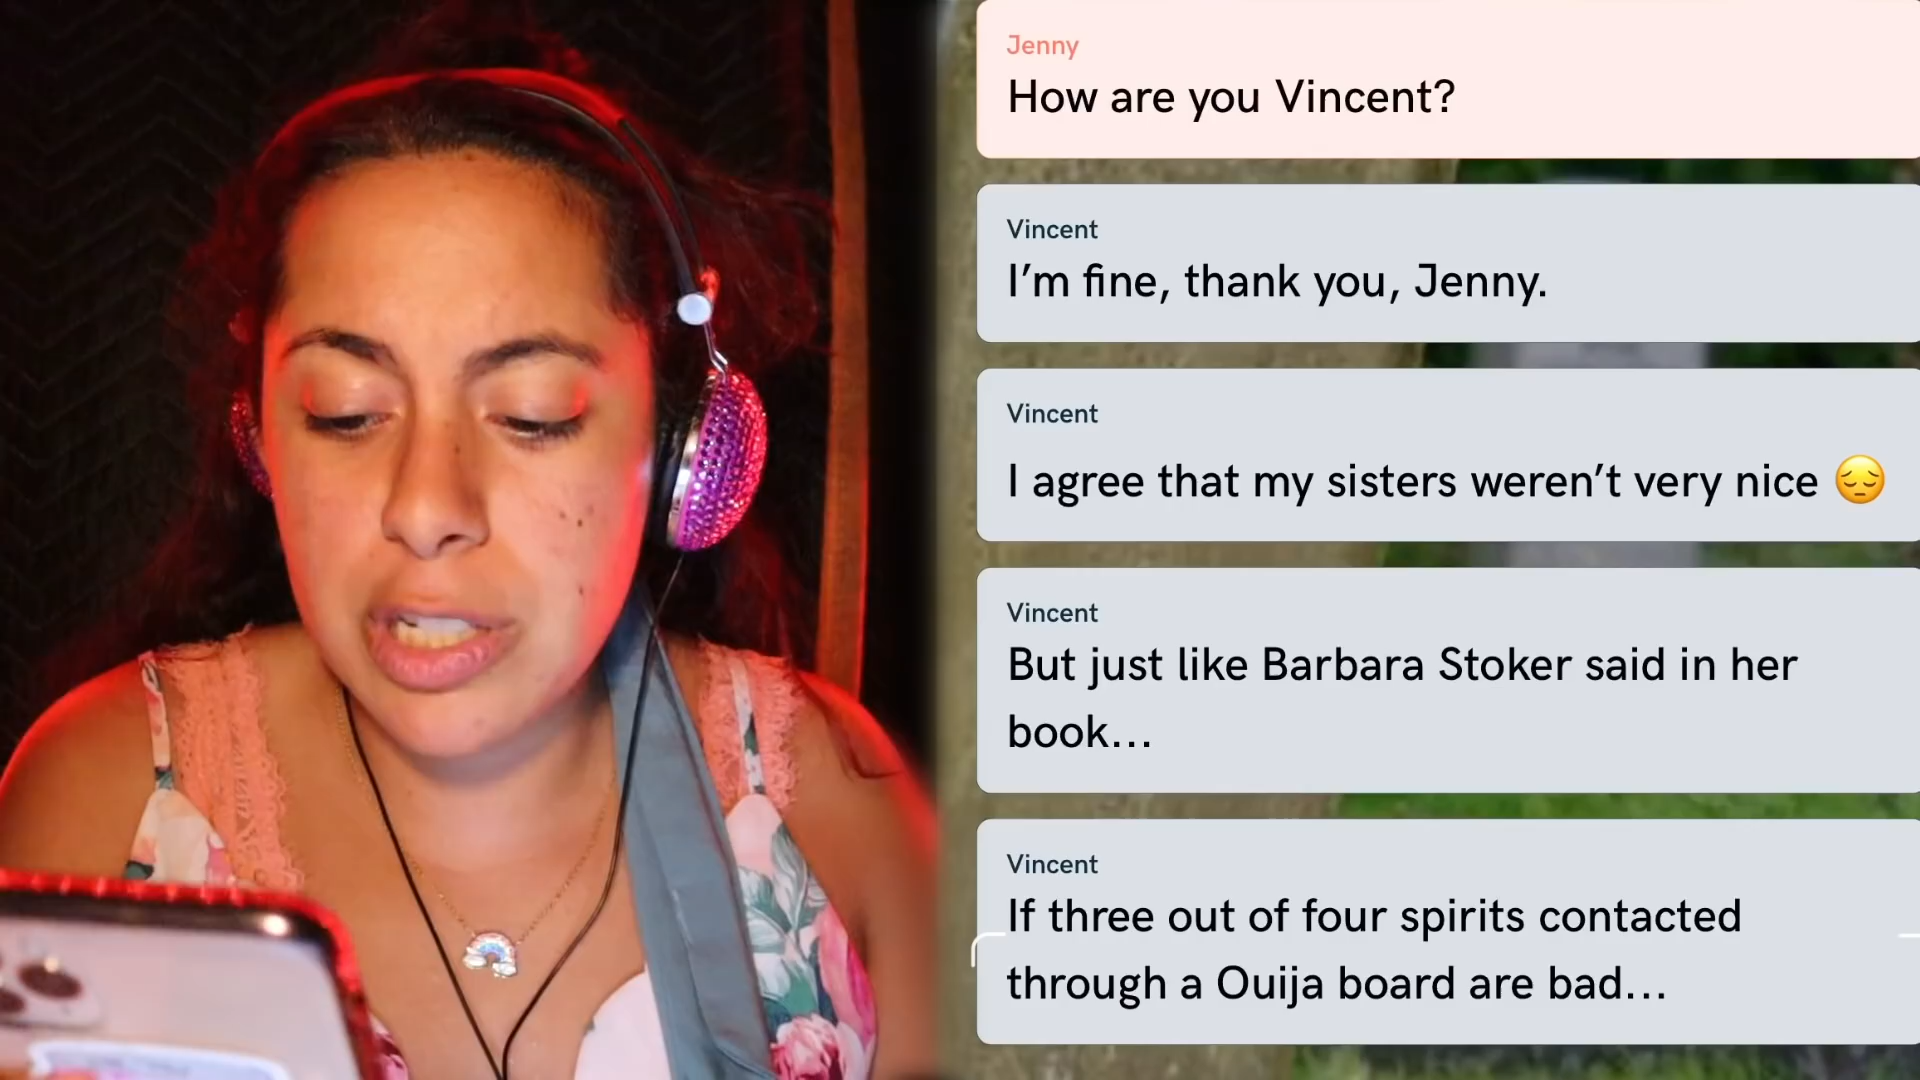 Jenny
How are you Vincent?
Vincent
I’m fine, thank you, Jenny.
Vincent
I agree that my sisters weren’t very nice 😔
Vincent
But just like Barbara Stoker said in her
book...
Vincent
If three out of four spirits contacted
through a Ouija board are bad...